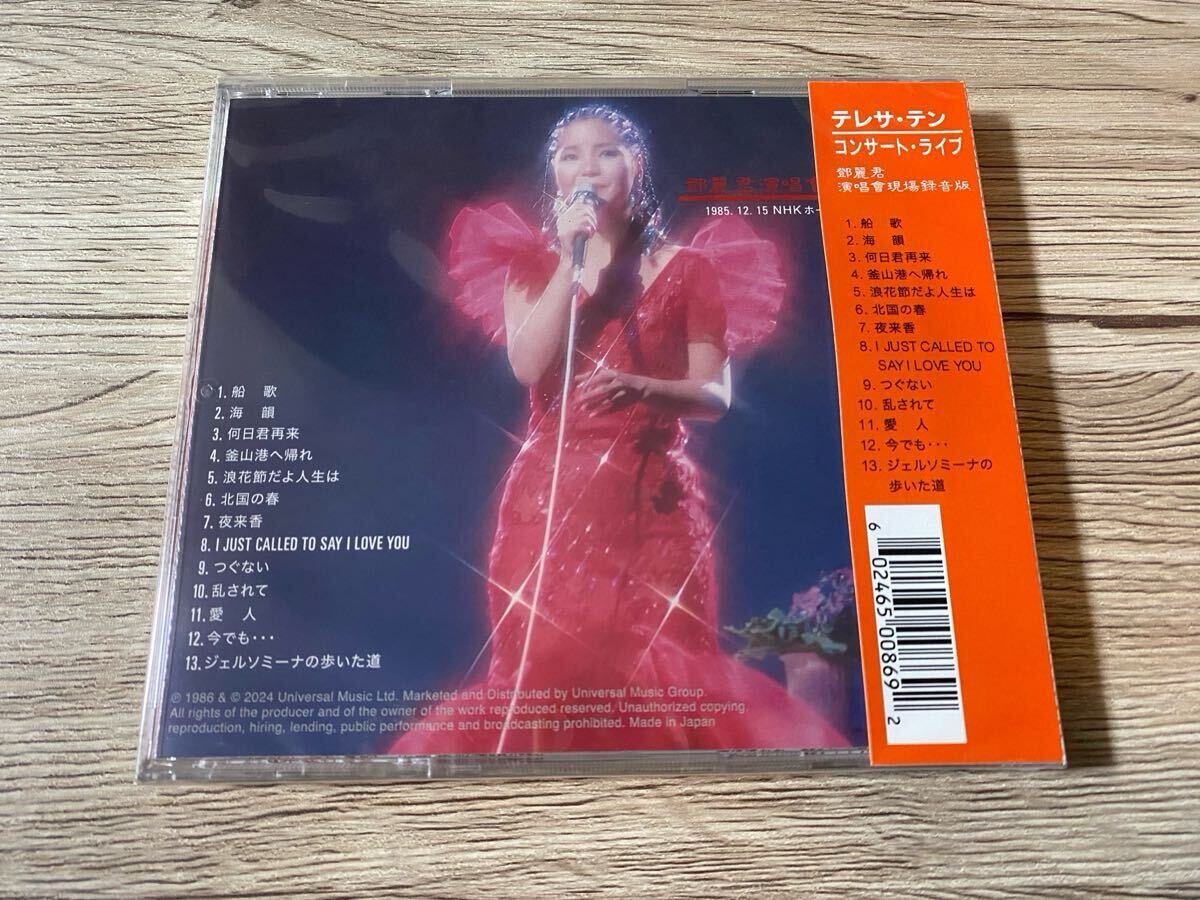 鄧麗君演唱會
1985. 12. 15 NHKホー
1. 船 歌
2. 海 韻
3. 何日君再来
4. 釜山港へ帰れ
5. 浪花節だよ人生は
6. 北国の春
7. 夜来香
8. I JUST CALLED TO SAY I LOVE YOU
9. つぐない
10. 乱されて
11. 愛 人
12. 今でも・・・
13. ジェルソミーナの歩いた道
℗ 1986 & © 2024 Universal Music Ltd. Marketed and Distributed by Universal Music Group.
All rights of the producer and of the owner of the work reproduced reserved. Unauthorized copying.
reproduction, hiring, lending, public performance and broadcasting prohibited. Made in Japan
テレサ・テン
コンサート・ライブ
鄧麗君
演唱會現場録音版
1. 船 歌
2. 海 韻
3. 何日君再来
4. 釜山港へ帰れ
5. 浪花節だよ人生は
6. 北国の春
7. 夜来香
8. I JUST CALLED TO
SAY I LOVE YOU
9. つぐない
10. 乱されて
11. 愛 人
12. 今でも・・・
13. ジェルソミーナの
歩いた道
6 02465 00869 2